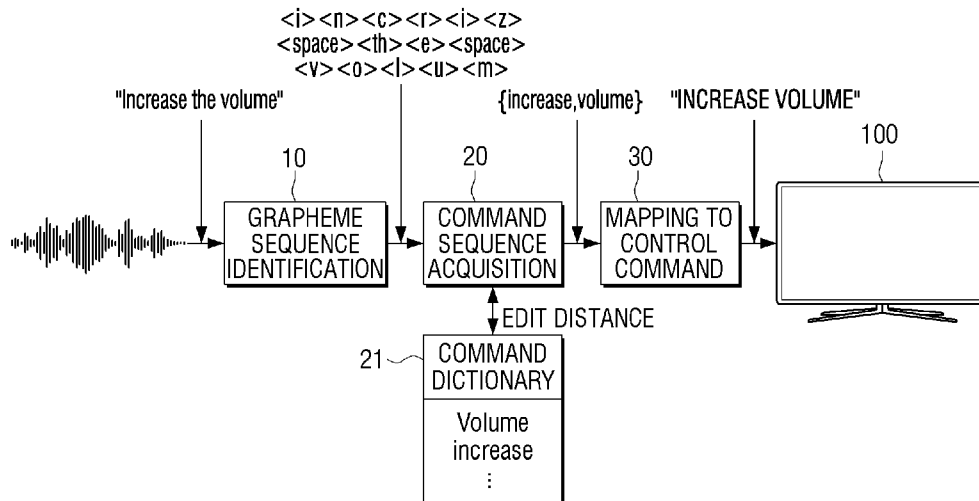 <i> <n> <c> <r> <i> <z>
<space> <th> <e> <space>
<v> <o> <l> <u> <m>
"Increase the volume"
{increase,volume}
"INCREASE VOLUME"
10
20
30
100
GRAPHEME
SEQUENCE
IDENTIFICATION
COMMAND
SEQUENCE
ACQUISITION
MAPPING TO
CONTROL
COMMAND
EDIT DISTANCE
21
COMMAND
DICTIONARY
Volume
increase
⋮